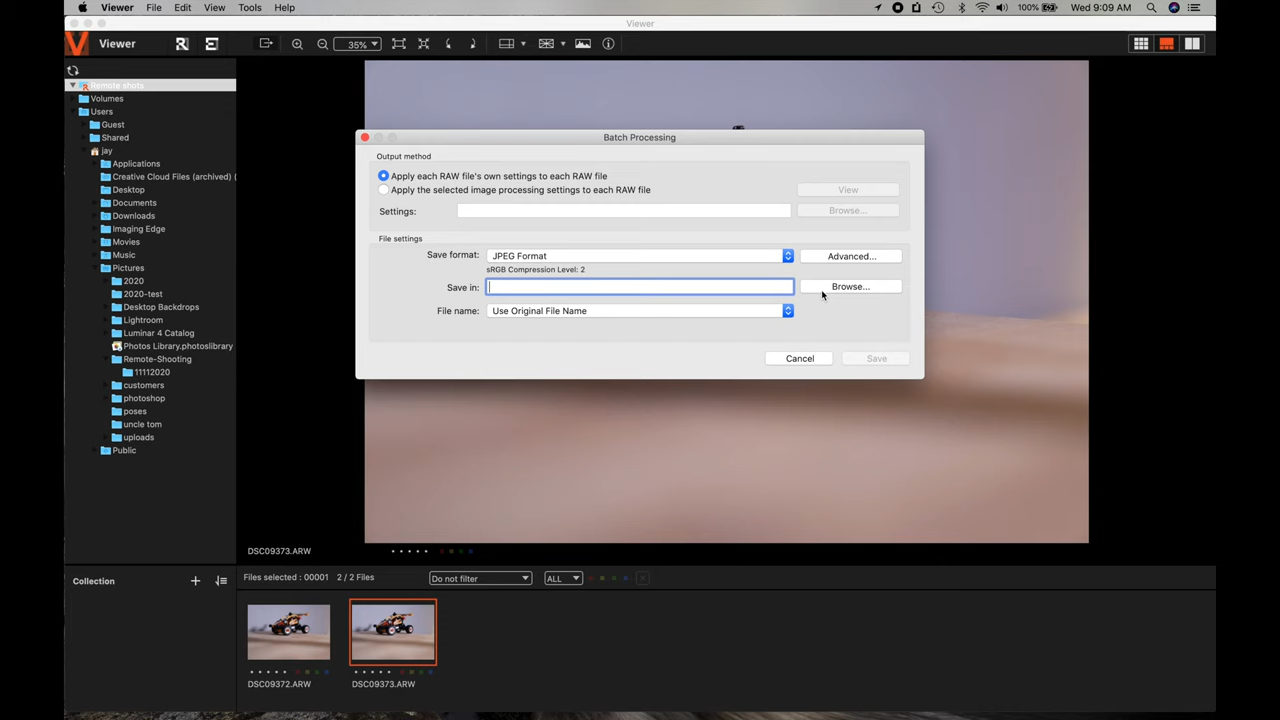 Viewer File Edit View Tools Help 100% Wed 9:09 AM
Viewer
V Viewer R E 35%
Remote shots
Volumes
Users
Guest
Shared
jay
Applications
Creative Cloud Files (archived) (
Desktop
Documents
Downloads
Imaging Edge
Movies
Music
Pictures
2020
2020-test
Desktop Backdrops
Lightroom
Luminar 4 Catalog
Photos Library.photoslibrary
Remote-Shooting
11112020
customers
photoshop
poses
uncle tom
uploads
Public
Batch Processing
Output method
Apply each RAW file's own settings to each RAW file
Apply the selected image processing settings to each RAW file View
Settings: Browse...
File settings
Save format: JPEG Format Advanced...
sRGB Compression Level: 2
Save in: Browse...
File name: Use Original File Name
Cancel Save
DSC09373.ARW
Collection + Files selected : 00001 2 / 2 Files Do not filter ALL
DSC09372.ARW DSC09373.ARW